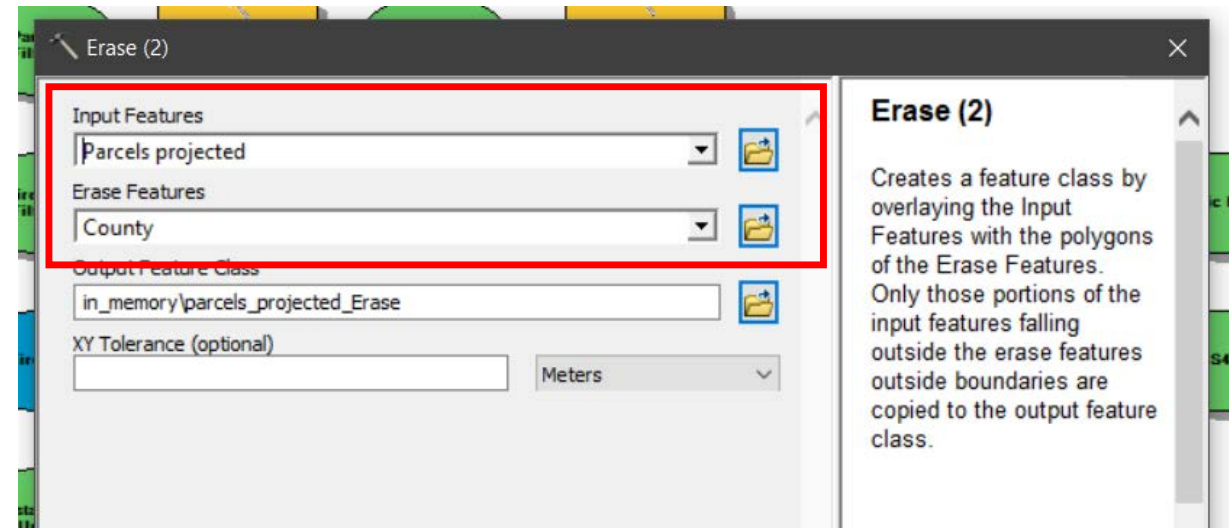 Erase (2)
Input Features
Parcels projected
Erase Features
County
Output Feature Class
in_memory\parcels_projected_Erase
XY Tolerance (optional)
Meters
Erase (2)
Creates a feature class by
overlaying the Input
Features with the polygons
of the Erase Features.
Only those portions of the
input features falling
outside the erase features
outside boundaries are
copied to the output feature
class.